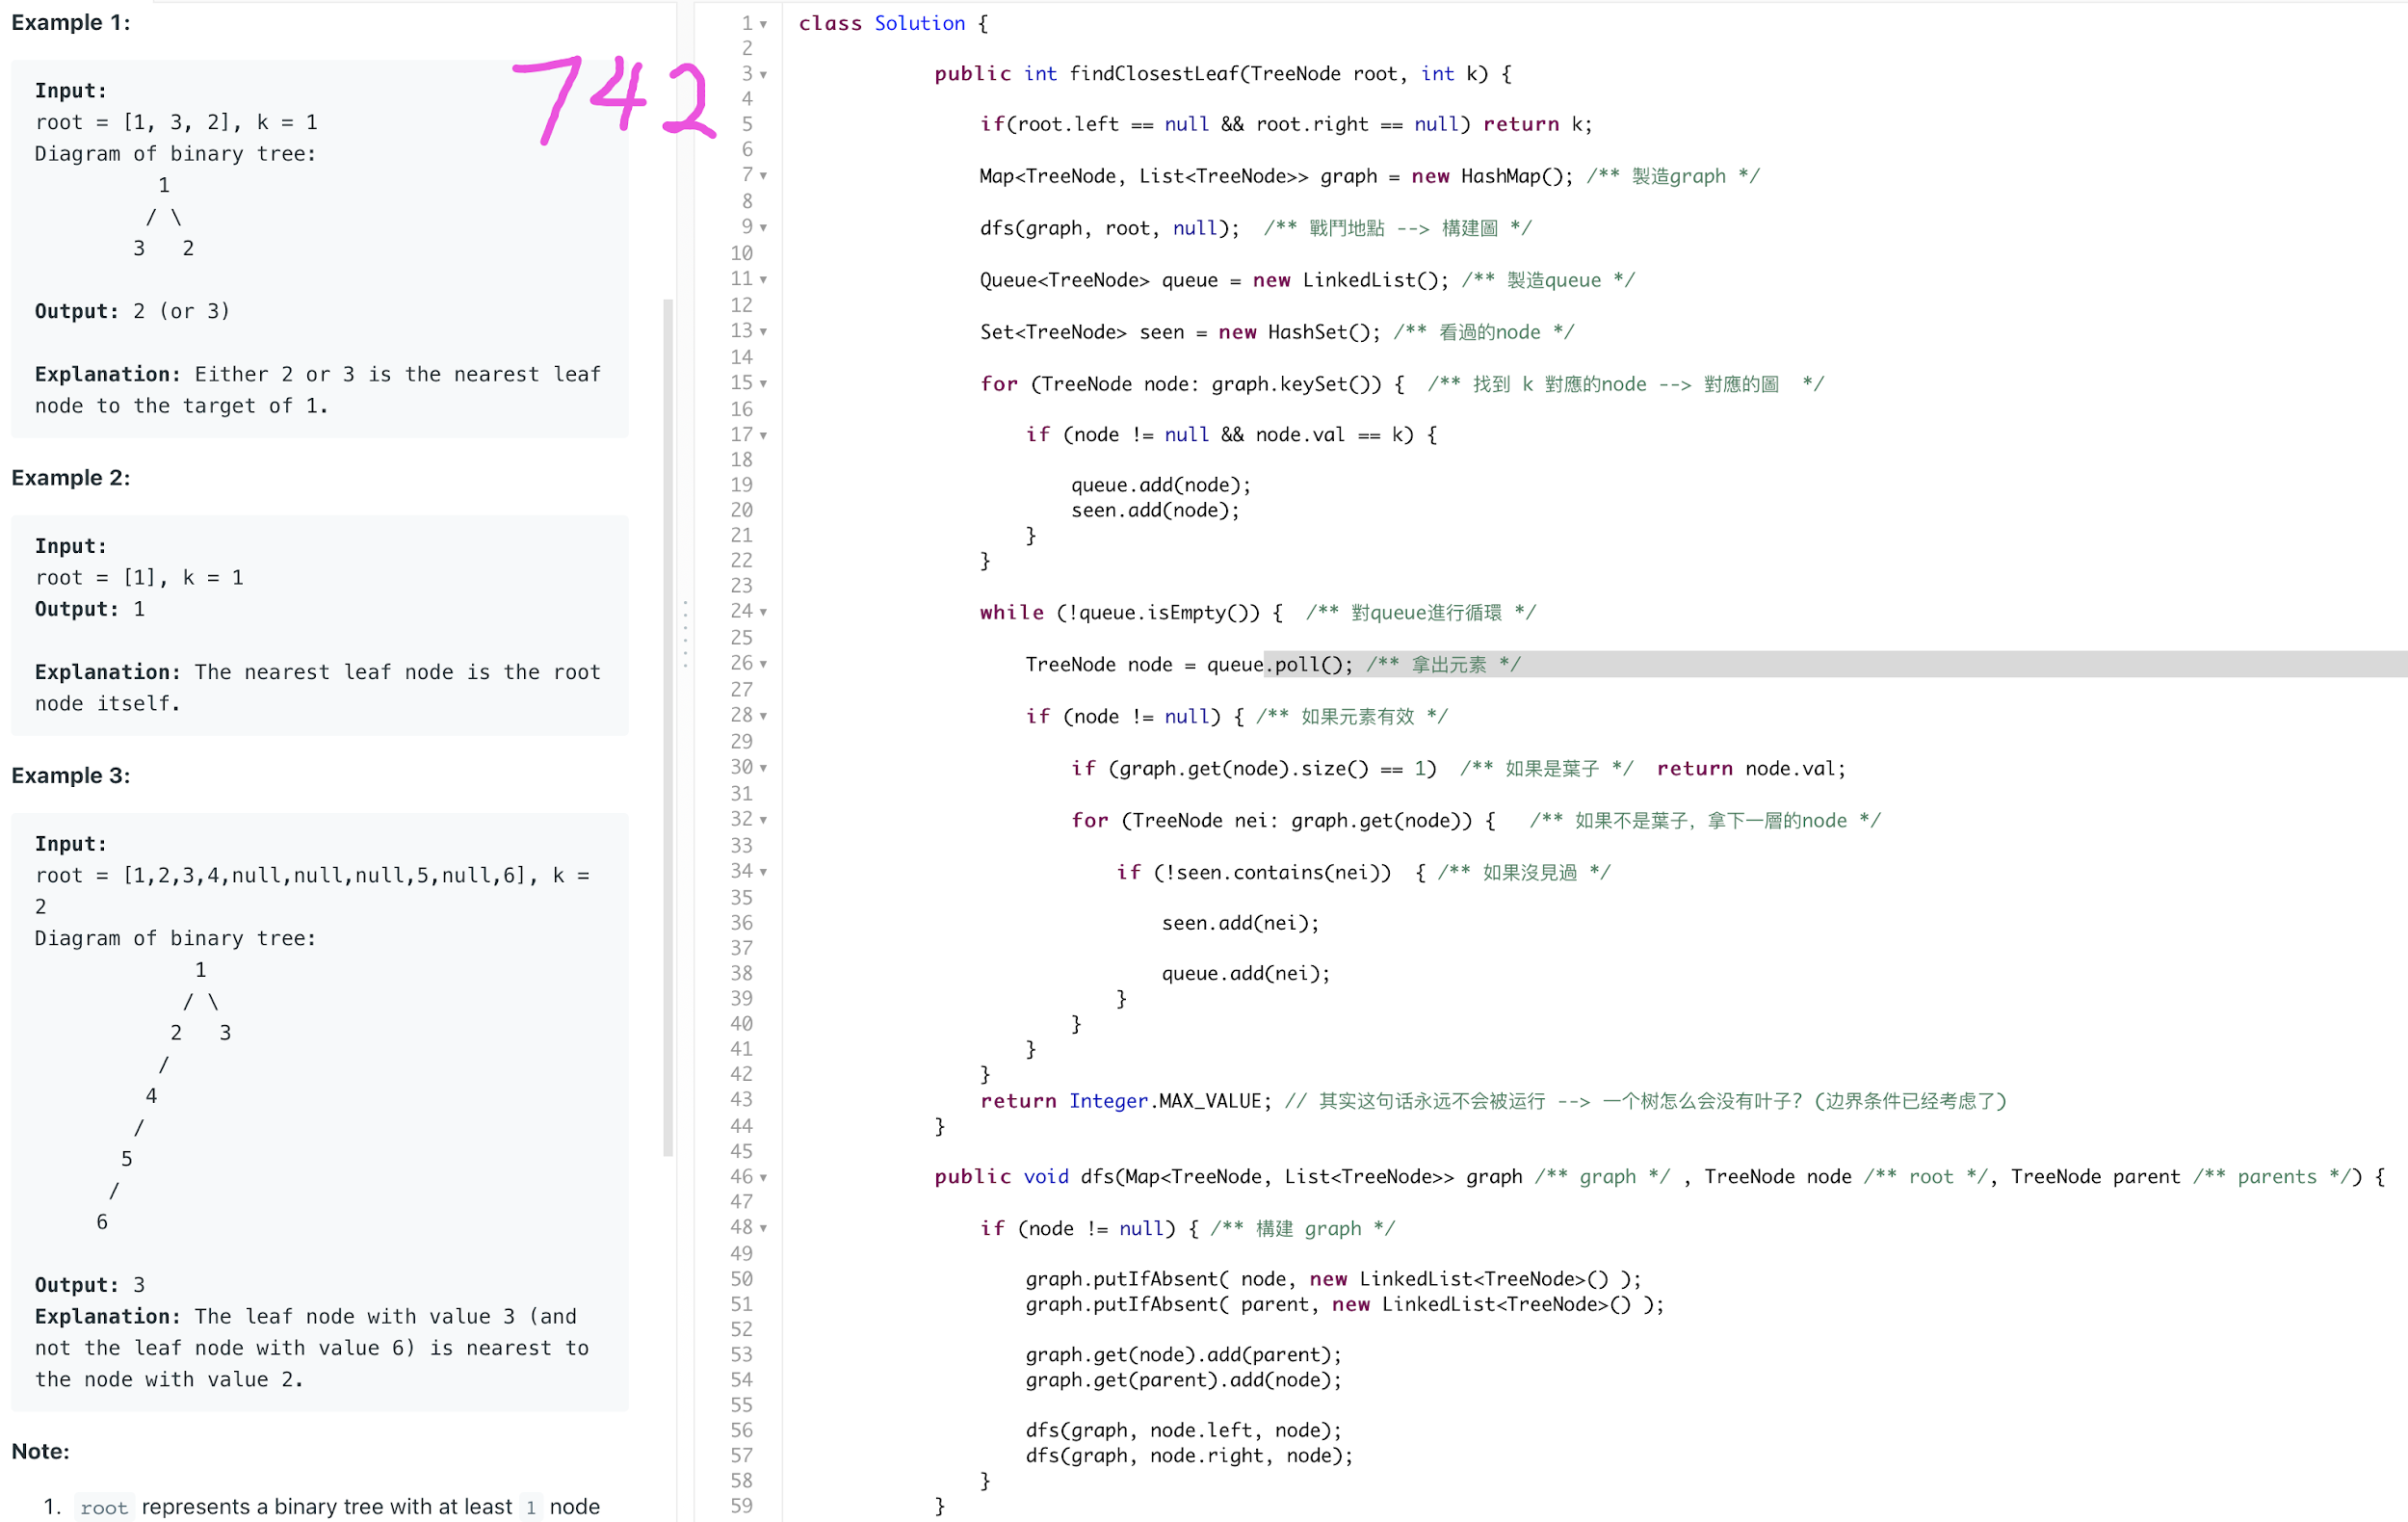 Example 1:
742
Input:
root = [1, 3, 2], k = 1
Diagram of binary tree:
1
/ \
3   2
Output: 2 (or 3)
Explanation: Either 2 or 3 is the nearest leaf
node to the target of 1.
Example 2:
Input:
root = [1], k = 1
Output: 1
Explanation: The nearest leaf node is the root
node itself.
Example 3:
Input:
root = [1,2,3,4,null,null,null,5,null,6], k =
2
Diagram of binary tree:
1
/ \
2   3
/
4
/
5
/
6
Output: 3
Explanation: The leaf node with value 3 (and
not the leaf node with value 6) is nearest to
the node with value 2.
Note:
1. root represents a binary tree with at least 1 node
1 class Solution {
2
3 public int findClosestLeaf(TreeNode root, int k) {
4
5 if(root.left == null && root.right == null) return k;
6
7 Map<TreeNode, List<TreeNode>> graph = new HashMap(); /** 製造graph */
8
9 dfs(graph, root, null);  /** 戰鬥地點 --> 構建圖 */
10
11 Queue<TreeNode> queue = new LinkedList(); /** 製造queue */
12
13 Set<TreeNode> seen = new HashSet(); /** 看過的node */
14
15 for (TreeNode node: graph.keySet()) {  /** 找到 k 對應的node --> 對應的圖  */
16
17 if (node != null && node.val == k) {
18
19 queue.add(node);
20 seen.add(node);
21 }
22 }
23
24 while (!queue.isEmpty()) {  /** 對queue進行循環 */
25
26 TreeNode node = queue.poll(); /** 拿出元素 */
27
28 if (node != null) { /** 如果元素有效 */
29
30 if (graph.get(node).size() == 1)  /** 如果是葉子 */  return node.val;
31
32 for (TreeNode nei: graph.get(node)) {   /** 如果不是葉子, 拿下一層的node */
33
34 if (!seen.contains(nei))  { /** 如果沒見過 */
35
36 seen.add(nei);
37
38 queue.add(nei);
39 }
40 }
41 }
42 }
43 return Integer.MAX_VALUE; // 其实这句话永远不会被运行 --> 一个树怎么会没有叶子? (边界条件已经考虑了)
44 }
45
46 public void dfs(Map<TreeNode, List<TreeNode>> graph /** graph */ , TreeNode node /** root */, TreeNode parent /** parents */) {
47
48 if (node != null) { /** 構建 graph */
49
50 graph.putIfAbsent( node, new LinkedList<TreeNode>() );
51 graph.putIfAbsent( parent, new LinkedList<TreeNode>() );
52
53 graph.get(node).add(parent);
54 graph.get(parent).add(node);
55
56 dfs(graph, node.left, node);
57 dfs(graph, node.right, node);
58 }
59 }